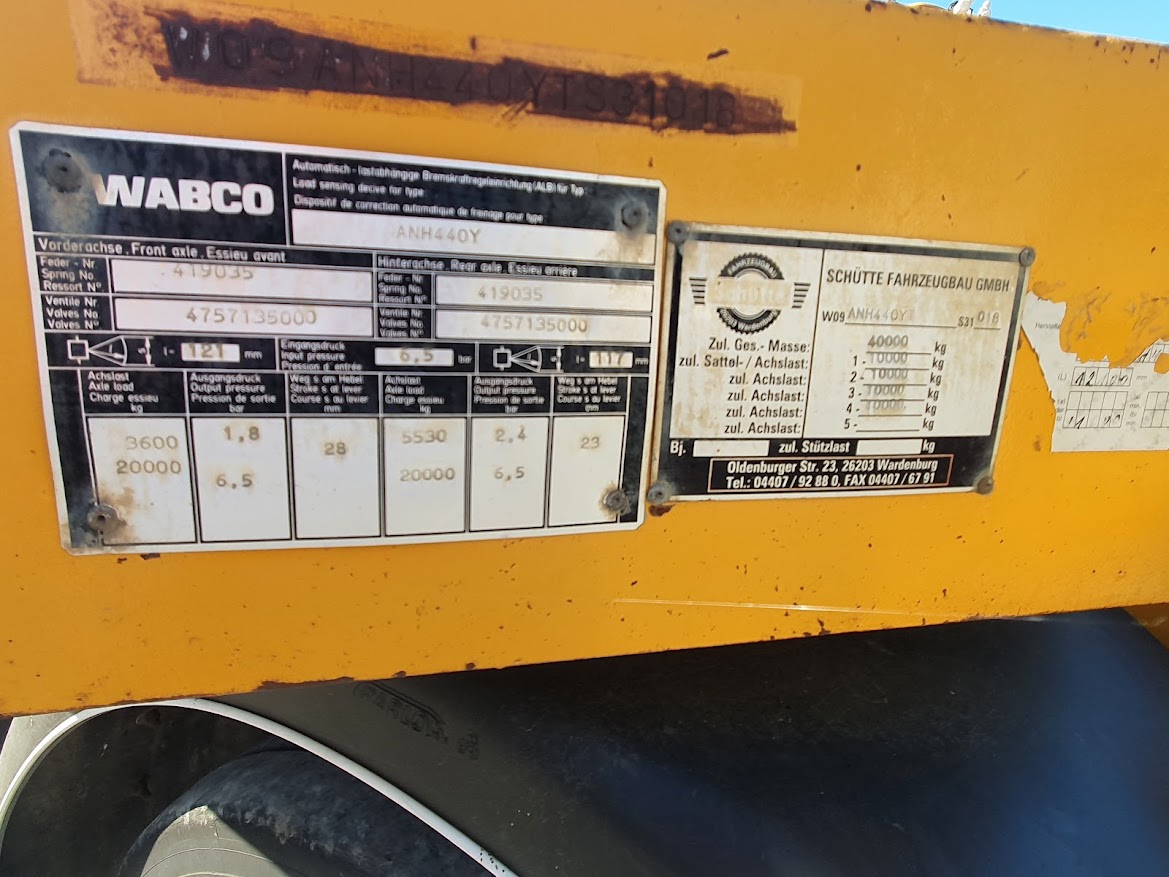 W09ANH440YTS31018
WABCO
Automatisch - lastabhängige Bremskraftregeleinrichtung (ALB) für Typ
Load sensing decive for type
Dispositif de correction automatique de freinage pour type
ANH440Y
Vorderachse, Front axle, Essieu avant
Feder - Nr
Spring No.
Ressort N°
419035
Ventile Nr
Valves No.
Valves N°
4757135000
Hinterachse, Rear axle, Essieu arrière
Feder - Nr
Spring No.
Ressort N°
419035
Ventile Nr
Valves No.
Valves N°
4757135000
l - 121 mm
Eingangsdruck
Input pressure
Pression d´entrée
6,5 bar
l - 117 mm
Achslast
Axle load
Charge essieu
kg
3600
20000
Ausgangsdruck
Output pressure
Pression de sortie
bar
1,8
6,5
Weg s am Hebel
Stroke s at lever
Course s au levier
mm
28
Achslast
Axle load
Charge essieu
kg
5530
20000
Ausgangsdruck
Output pressure
Pression de sortie
bar
2,4
6,5
Weg s am Hebel
Stroke s at lever
Course s au levier
mm
23
FAHRZEUGBAU
Schütte
Wardenburg
SCHÜTTE FAHRZEUGBAU GMBH
W09 ANH440YT S31 018
Zul. Ges.- Masse: 40000 kg
zul. Sattel-/ Achslast: 1 - 10000 kg
zul. Achslast: 2 - 10000 kg
zul. Achslast: 3 - 10000 kg
zul. Achslast: 4 - 10000 kg
zul. Achslast: 5 - kg
Bj. zul. Stützlast kg
Oldenburger Str. 23, 26203 Wardenburg
Tel.: 04407 / 92 88 0, FAX 04407 / 67 91
Herstelle
(L)
mm